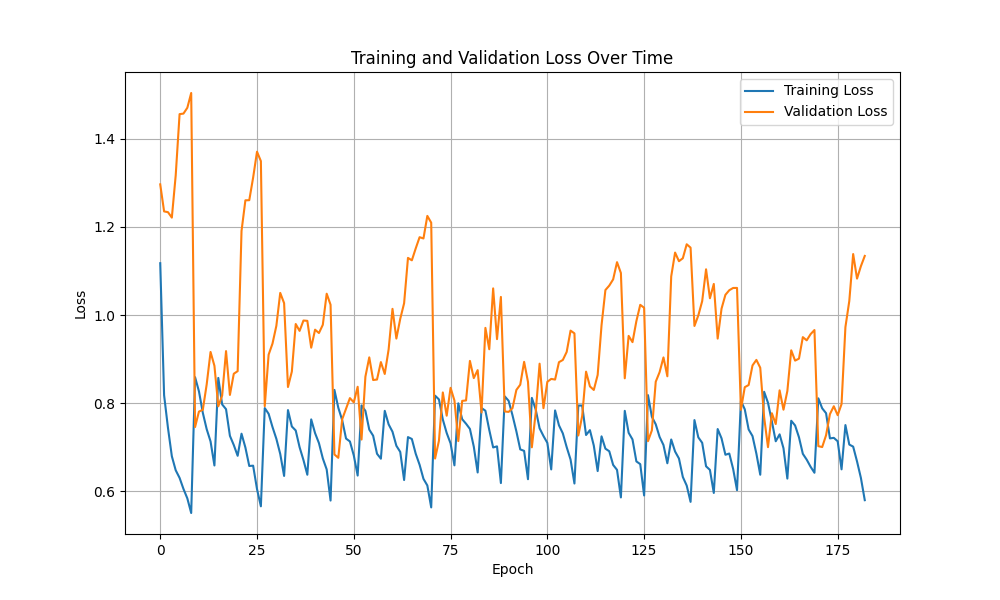 Training and Validation Loss Over Time
Training Loss
Validation Loss
1.4
1.2
1.0
0.8
0.6
Loss
0 25 50 75 100 125 150 175
Epoch